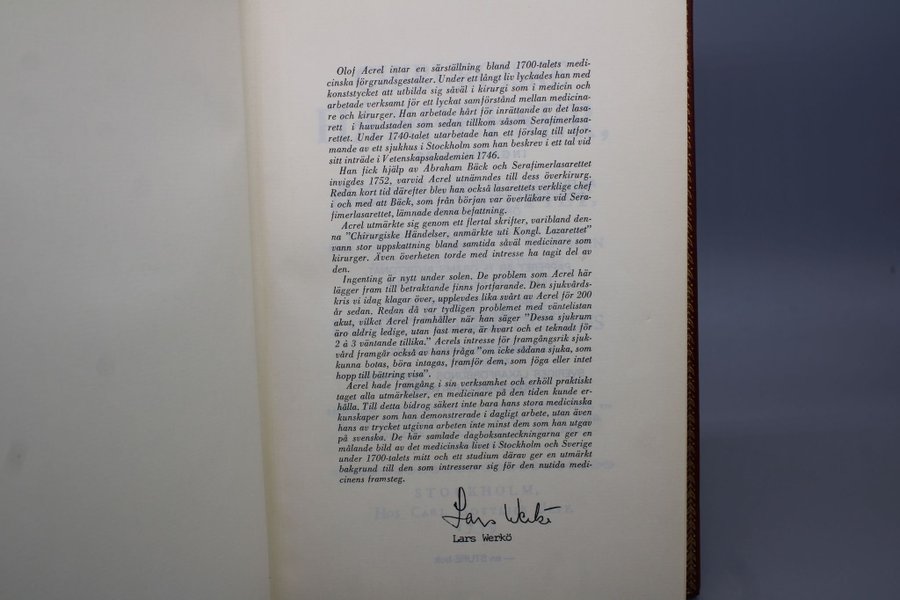 Olof Acrel intar en särställning bland 1700-talets medi-
cinska förgrundsgestalter. Under ett långt liv lyckades han med
konststycket att utbilda sig såväl i kirurgi som i medicin och
arbetade verksamt för ett lyckat samförstånd mellan medicina-
re och kirurger. Han arbetade hårt för inrättande av det lasa-
rett i huvudstaden som sedan tillkom såsom Serafimerlasa-
rettet. Under 1740-talet utarbetade han ett förslag till utfor-
mande av ett sjukhus i Stockholm som han beskrev i ett tal vid
sitt inträde i Vetenskapsakademien 1746.
Han fick hjälp av Abraham Bäck och Serafimerlasarettet
invigdes 1752, varvid Acrel utnämndes till dess överkirurg.
Redan kort tid därefter blev han också lasarettets verklige chef
i och med att Bäck, som från början var överläkare vid Sera-
fimerlasarettet, lämnade denna befattning.
Acrel utmärkte sig genom ett flertal skrifter, varibland den-
na "Chirurgiske Händelser, anmärkte uti Kongl. Lazarettet"
vann stor uppskattning bland samtida såväl medicinare som
kirurger. Även överheten torde med intresse ha tagit del av
den.
Ingenting är nytt under solen. De problem som Acrel här
lägger fram till betraktande finns fortfarande. Den sjukvårds-
kris vi idag klagar över, upplevdes lika svårt av Acrel för 200
år sedan. Redan då var tydligen problemet med väntelistan
akut, vilket Acrel framhåller när han säger "Dessa sjukrum
äro aldrig ledige, utan fast mera, är hvart och et teknadt för
2 à 3 väntande tillika." Acrels intresse för framgångsrik sjuk-
vård framgår också av hans fråga "om icke sådana sjuka, som
kunna botas, böra intagas, framför dem, som föga eller intet
hopp till bättring visa".
Acrel hade framgång i sin verksamhet och erhöll praktiskt
taget alla utmärkelser, en medicinare på den tiden kunde er-
hålla. Till detta bidrog säkert inte bara hans stora medicinska
kunskaper som han demonstrerade i dagligt arbete, utan även
hans av trycket utgivna arbeten inte minst dem som han utgav
på svenska. De här samlade dagboksanteckningarna ger en
målande bild av det medicinska livet i Stockholm och Sverige
under 1700-talets mitt och ett studium därav ger en utmärkt
bakgrund till den som intresserar sig för den nutida medi-
cinens framsteg.
Lars Werkö
Lars Werkö